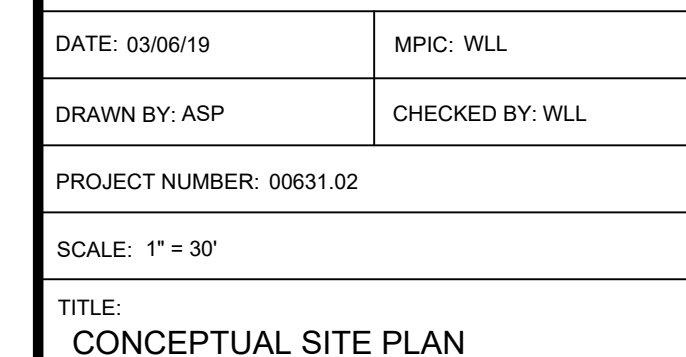 DATE: 03/06/19 MPIC: WLL
DRAWN BY: ASP CHECKED BY: WLL
PROJECT NUMBER: 00631.02
SCALE: 1" = 30'
TITLE:
CONCEPTUAL SITE PLAN